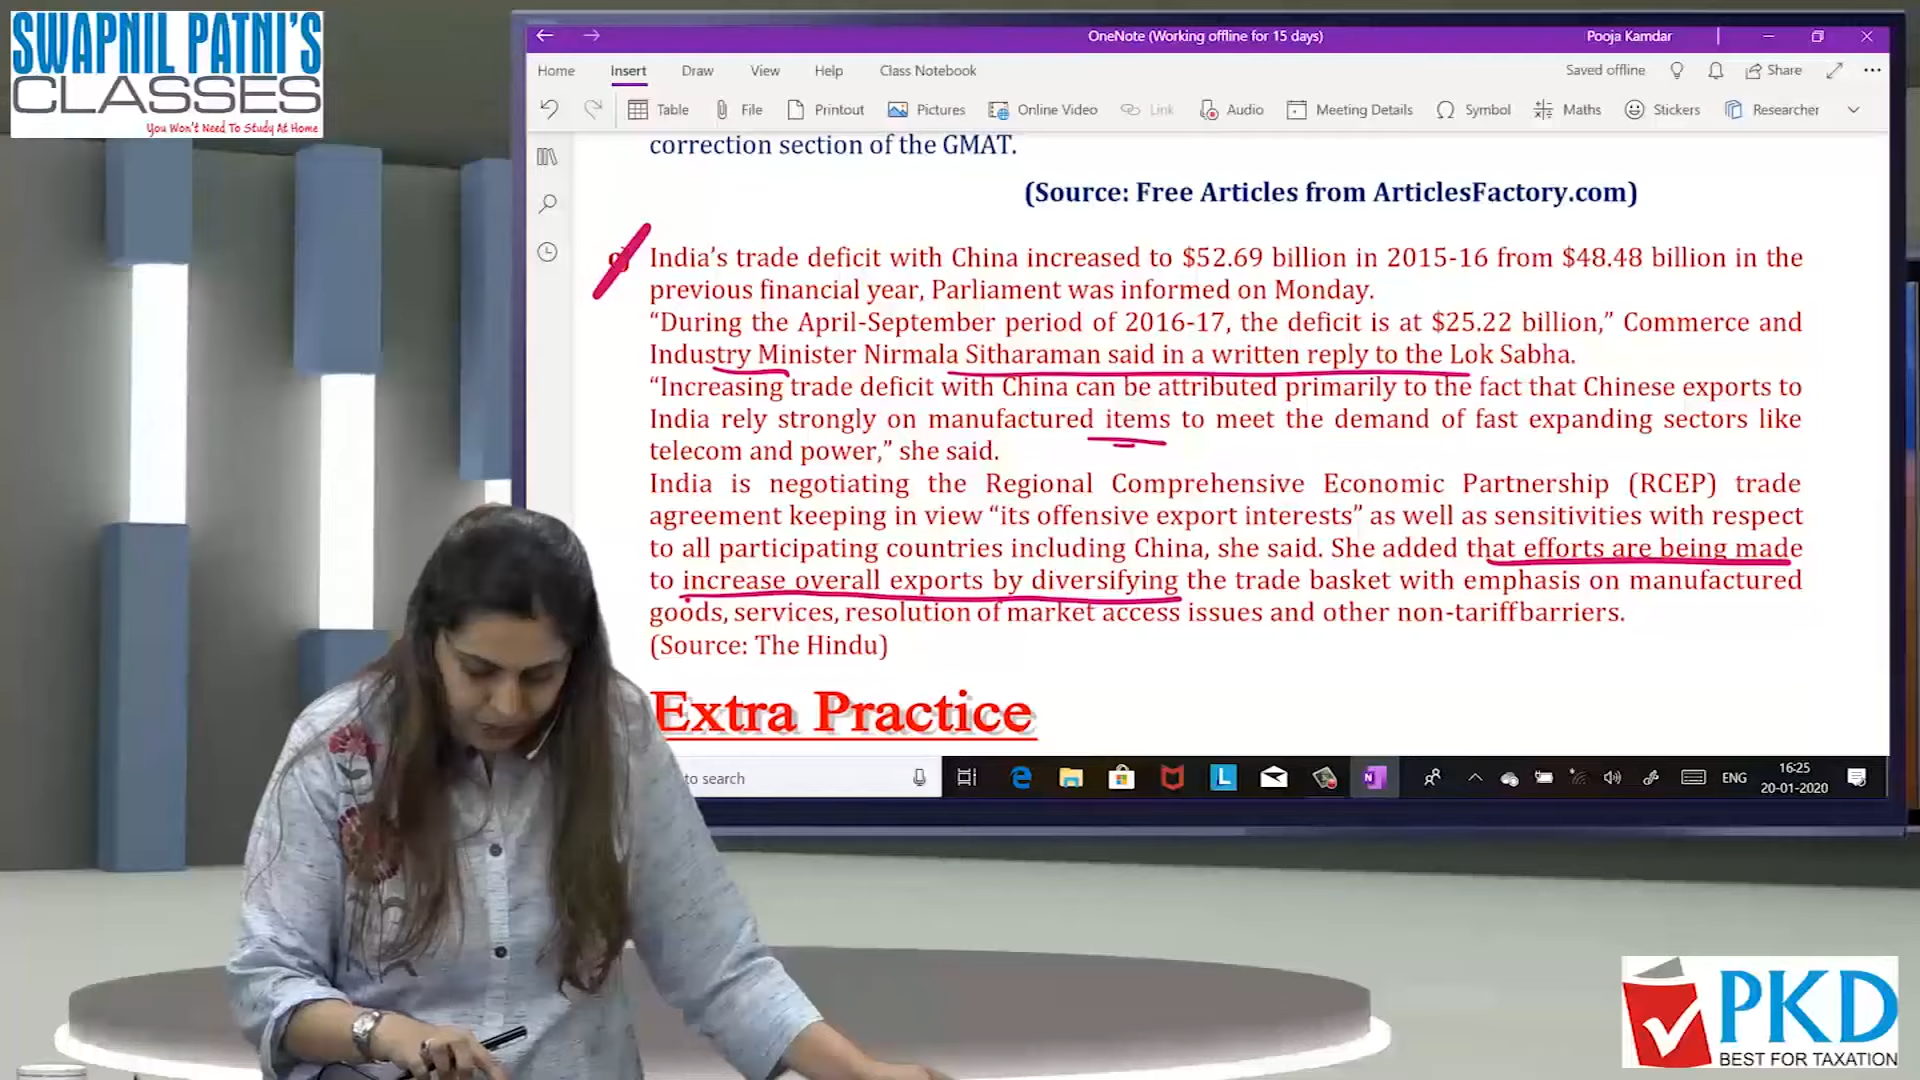 SWAPNIL PATNI'S
CLASSES
You Won't Need To Study At Home
OneNote (Working offline for 15 days)
Pooja Kamdar
Home Insert Draw View Help Class Notebook
Saved offline
Share
Table File Printout Pictures Online Video Link Audio Meeting Details Symbol Maths Stickers Researcher
correction section of the GMAT.
(Source: Free Articles from ArticlesFactory.com)
India’s trade deficit with China increased to $52.69 billion in 2015-16 from $48.48 billion in the
previous financial year, Parliament was informed on Monday.
“During the April-September period of 2016-17, the deficit is at $25.22 billion,” Commerce and
Industry Minister Nirmala Sitharaman said in a written reply to the Lok Sabha.
“Increasing trade deficit with China can be attributed primarily to the fact that Chinese exports to
India rely strongly on manufactured items to meet the demand of fast expanding sectors like
telecom and power,” she said.
India is negotiating the Regional Comprehensive Economic Partnership (RCEP) trade
agreement keeping in view “its offensive export interests” as well as sensitivities with respect
to all participating countries including China, she said. She added that efforts are being made
to increase overall exports by diversifying the trade basket with emphasis on manufactured
goods, services, resolution of market access issues and other non-tariff barriers.
(Source: The Hindu)
Extra Practice
to search
L
N
ENG
16:25
20-01-2020
PKD
BEST FOR TAXATION